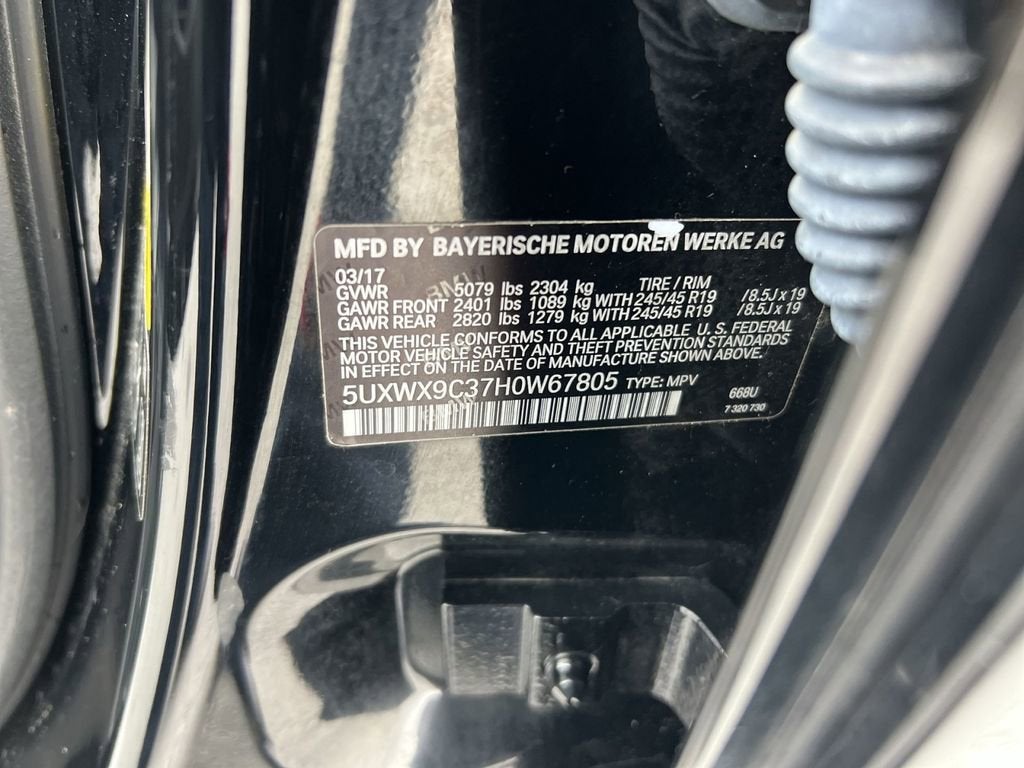 MFD BY BAYERISCHE MOTOREN WERKE AG
03/17 TIRE / RIM
GVWR 5079 lbs 2304 kg
GAWR FRONT 2401 lbs 1089 kg WITH 245/45 R19 / 8.5J x 19
GAWR REAR 2820 lbs 1279 kg WITH 245/45 R19 / 8.5J x 19
THIS VEHICLE CONFORMS TO ALL APPLICABLE U.S. FEDERAL
MOTOR VEHICLE SAFETY AND THEFT PREVENTION STANDARDS
IN EFFECT ON THE DATE OF MANUFACTURE SHOWN ABOVE.
5UXWX9C37H0W67805 TYPE: MPV 668U
7 320 730